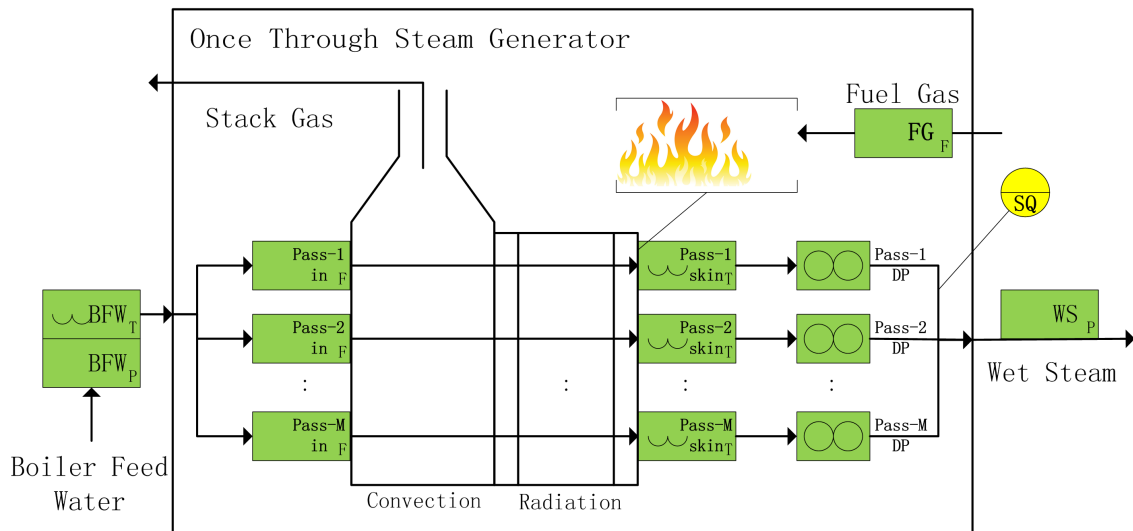 Once Through Steam Generator
Stack Gas
Fuel Gas
FG F
SQ
Pass-1
in F
Pass-1
skin T
Pass-1
DP
BFW T
BFW P
Pass-2
in F
Pass-2
skin T
Pass-2
DP
WS P
Wet Steam
:
:
:
:
Pass-M
in F
Pass-M
skin T
Pass-M
DP
Boiler Feed
Water
Convection
Radiation